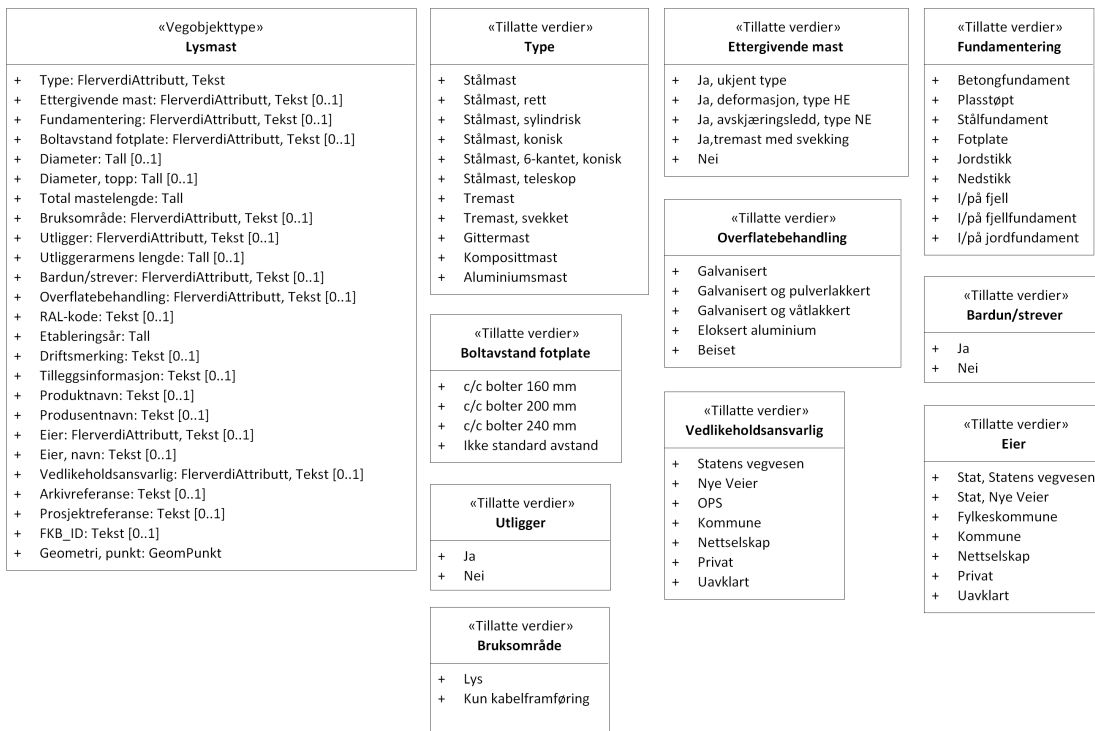 «Vegobjekttype»
Lysmast
+ Type: FlerverdiAttributt, Tekst
+ Ettergivende mast: FlerverdiAttributt, Tekst [0..1]
+ Fundamentering: FlerverdiAttributt, Tekst [0..1]
+ Boltavstand fotplate: FlerverdiAttributt, Tekst [0..1]
+ Diameter: Tall [0..1]
+ Diameter, topp: Tall [0..1]
+ Total mastelengde: Tall
+ Bruksområde: FlerverdiAttributt, Tekst [0..1]
+ Utligger: FlerverdiAttributt, Tekst [0..1]
+ Utliggerarmens lengde: Tall [0..1]
+ Bardun/strever: FlerverdiAttributt, Tekst [0..1]
+ Overflatebehandling: FlerverdiAttributt, Tekst [0..1]
+ RAL-kode: Tekst [0..1]
+ Etableringsår: Tall
+ Driftsmerking: Tekst [0..1]
+ Tilleggsinformasjon: Tekst [0..1]
+ Produktnavn: Tekst [0..1]
+ Produsentnavn: Tekst [0..1]
+ Eier: FlerverdiAttributt, Tekst [0..1]
+ Eier, navn: Tekst [0..1]
+ Vedlikeholdsansvarlig: FlerverdiAttributt, Tekst [0..1]
+ Arkivreferanse: Tekst [0..1]
+ Prosjektreferanse: Tekst [0..1]
+ FKB_ID: Tekst [0..1]
+ Geometri, punkt: GeomPunkt
«Tillatte verdier»
Type
+ Stålmast
+ Stålmast, rett
+ Stålmast, sylindrisk
+ Stålmast, konisk
+ Stålmast, 6-kantet, konisk
+ Stålmast, teleskop
+ Tremast
+ Tremast, svekket
+ Gittermast
+ Komposittmast
+ Aluminiumsmast
«Tillatte verdier»
Boltavstand fotplate
+ c/c bolter 160 mm
+ c/c bolter 200 mm
+ c/c bolter 240 mm
+ Ikke standard avstand
«Tillatte verdier»
Utligger
+ Ja
+ Nei
«Tillatte verdier»
Bruksområde
+ Lys
+ Kun kabelframføring
«Tillatte verdier»
Ettergivende mast
+ Ja, ukjent type
+ Ja, deformasjon, type HE
+ Ja, avskjæringsledd, type NE
+ Ja,tremast med svekking
+ Nei
«Tillatte verdier»
Overflatebehandling
+ Galvanisert
+ Galvanisert og pulverlakkert
+ Galvanisert og våtlakkert
+ Eloksert aluminium
+ Beiset
«Tillatte verdier»
Vedlikeholdsansvarlig
+ Statens vegvesen
+ Nye Veier
+ OPS
+ Kommune
+ Nettselskap
+ Privat
+ Uavklart
«Tillatte verdier»
Fundamentering
+ Betongfundament
+ Plasstøpt
+ Stålfundament
+ Fotplate
+ Jordstikk
+ Nedstikk
+ I/på fjell
+ I/på fjellfundament
+ I/på jordfundament
«Tillatte verdier»
Bardun/strever
+ Ja
+ Nei
«Tillatte verdier»
Eier
+ Stat, Statens vegvesen
+ Stat, Nye Veier
+ Fylkeskommune
+ Kommune
+ Nettselskap
+ Privat
+ Uavklart